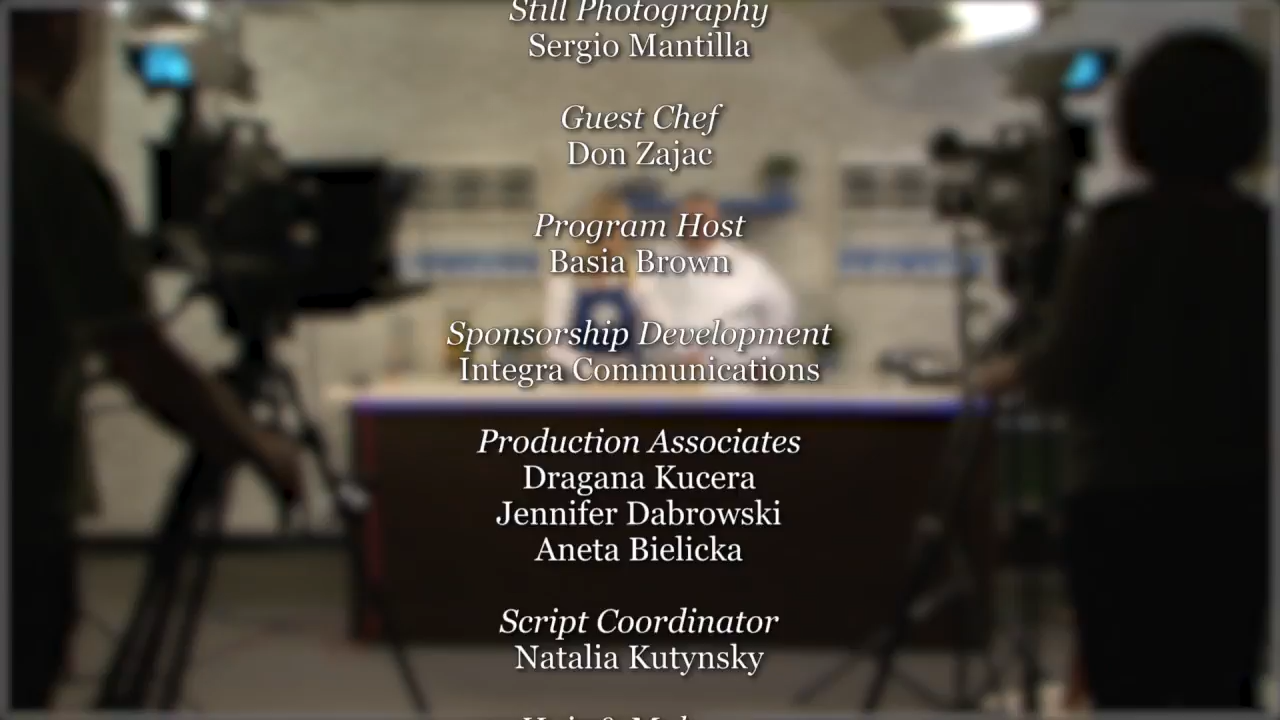 Still Photography
Sergio Mantilla
Guest Chef
Don Zajac
Program Host
Basia Brown
Sponsorship Development
Integra Communications
Production Associates
Dragana Kucera
Jennifer Dabrowski
Aneta Bielicka
Script Coordinator
Natalia Kutynsky